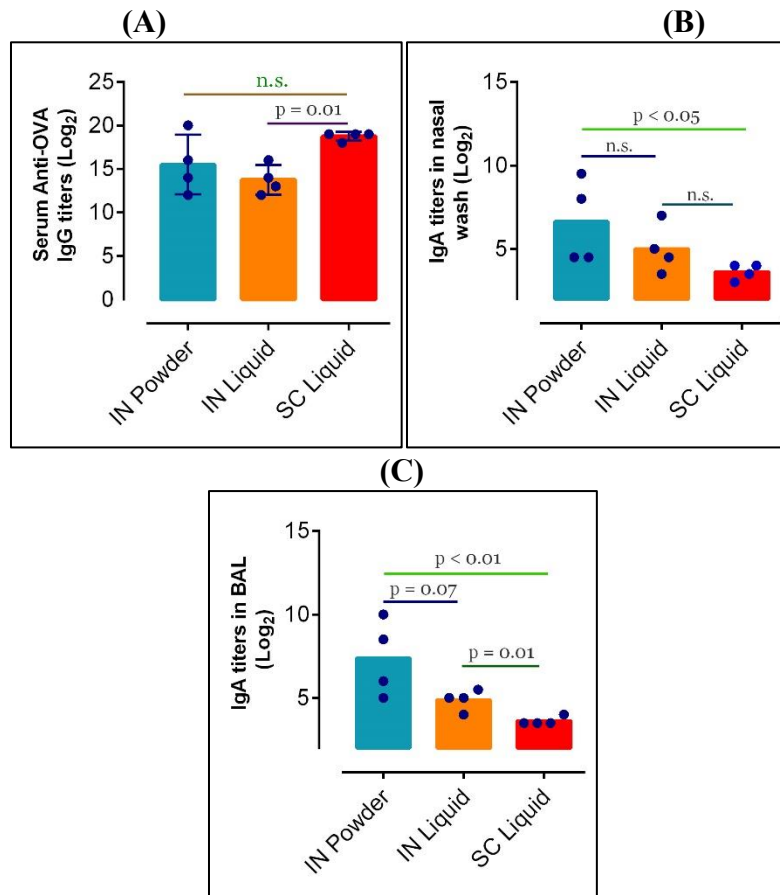 (A)
Serum Anti-OVA
IgG titers (Log₂)
25
20
15
10
5
0
n.s.
p = 0.01
IN Powder
IN Liquid
SC Liquid
(B)
IgA titers in nasal
wash (Log₂)
15
10
5
p < 0.05
n.s.
n.s.
IN Powder
IN Liquid
SC Liquid
(C)
IgA titers in BAL
(Log₂)
15
10
5
p < 0.01
p = 0.07
p = 0.01
IN Powder
IN Liquid
SC Liquid